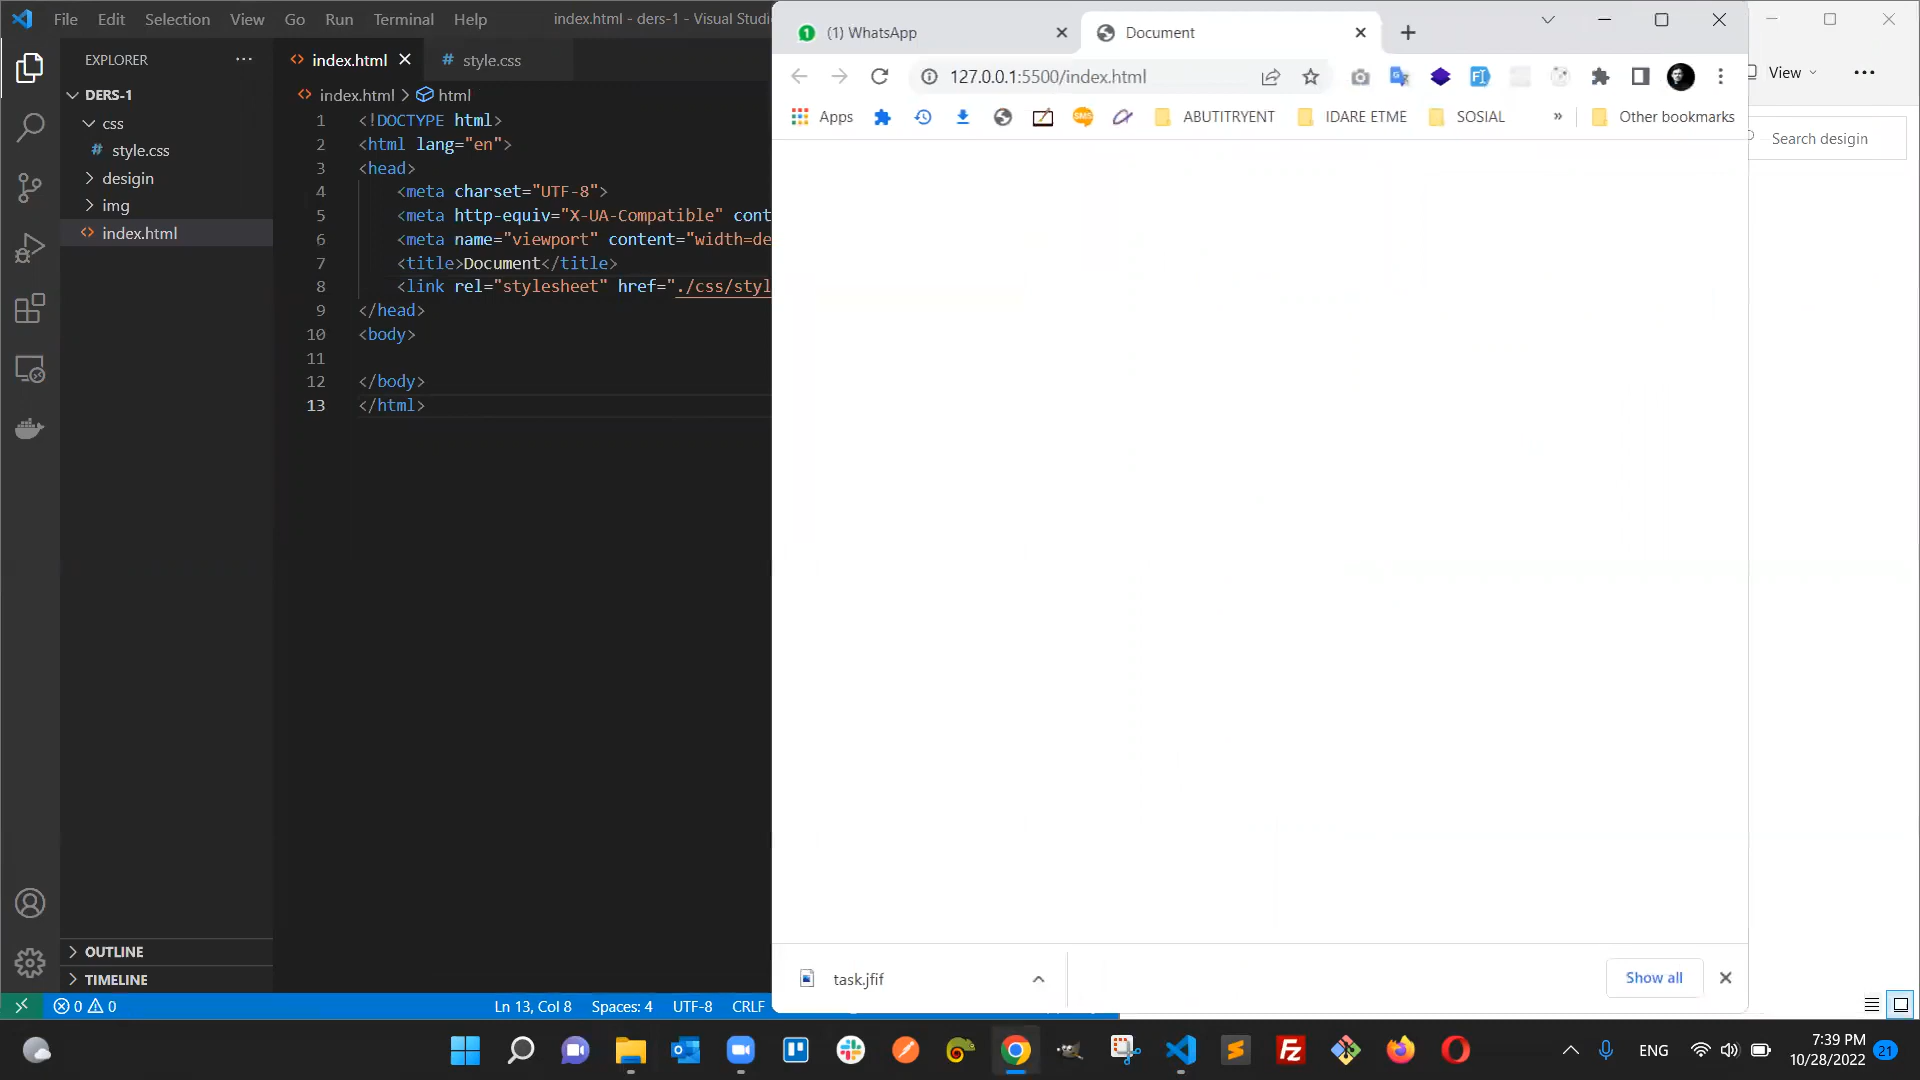 File Edit Selection View Go Run Terminal Help
index.html - ders-1 - Visual Studi
EXPLORER
DERS-1
css
style.css
desigin
img
index.html
OUTLINE
TIMELINE
index.html
style.css
index.html > html
1 <!DOCTYPE html>
2 <html lang="en">
3 <head>
4 <meta charset="UTF-8">
5 <meta http-equiv="X-UA-Compatible" cont
6 <meta name="viewport" content="width=de
7 <title>Document</title>
8 <link rel="stylesheet" href="./css/styl
9 </head>
10 <body>
11
12 </body>
13 </html>
0 0
Ln 13, Col 8 Spaces: 4 UTF-8 CRLF
(1) WhatsApp
Document
127.0.0.1:5500/index.html
Apps
SMS
ABUTITRYENT
IDARE ETME
SOSIAL
»
Other bookmarks
task.jfif
Show all
View
Search desigin
ENG
7:39 PM
10/28/2022
21